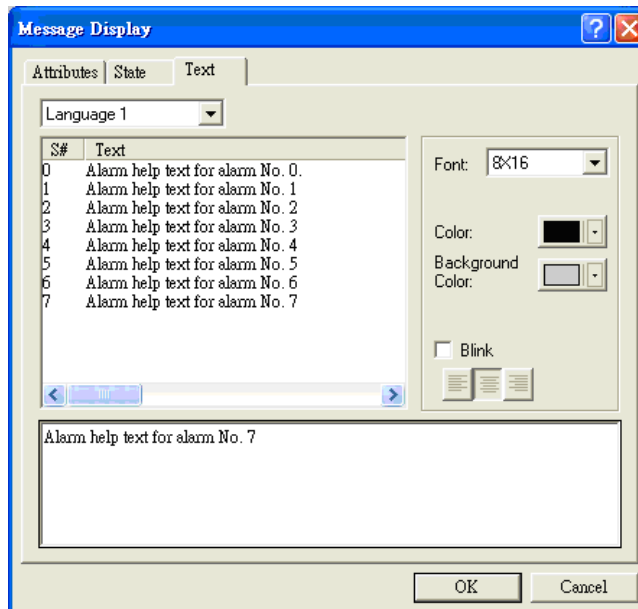 Message Display
Attributes State Text
Language 1
S# Text
0 Alarm help text for alarm No. 0.
1 Alarm help text for alarm No. 1
2 Alarm help text for alarm No. 2
3 Alarm help text for alarm No. 3
4 Alarm help text for alarm No. 4
5 Alarm help text for alarm No. 5
6 Alarm help text for alarm No. 6
7 Alarm help text for alarm No. 7
Font: 8X16
Color:
Background
Color:
Blink
Alarm help text for alarm No. 7
OK Cancel